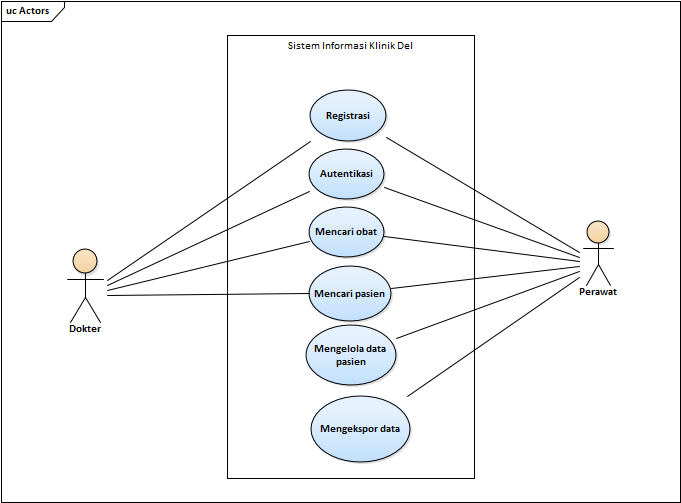 uc Actors
Sistem Informasi Klinik Del
Registrasi
Autentikasi
Mencari obat
Mencari pasien
Mengelola data
pasien
Mengekspor data
Dokter
Perawat